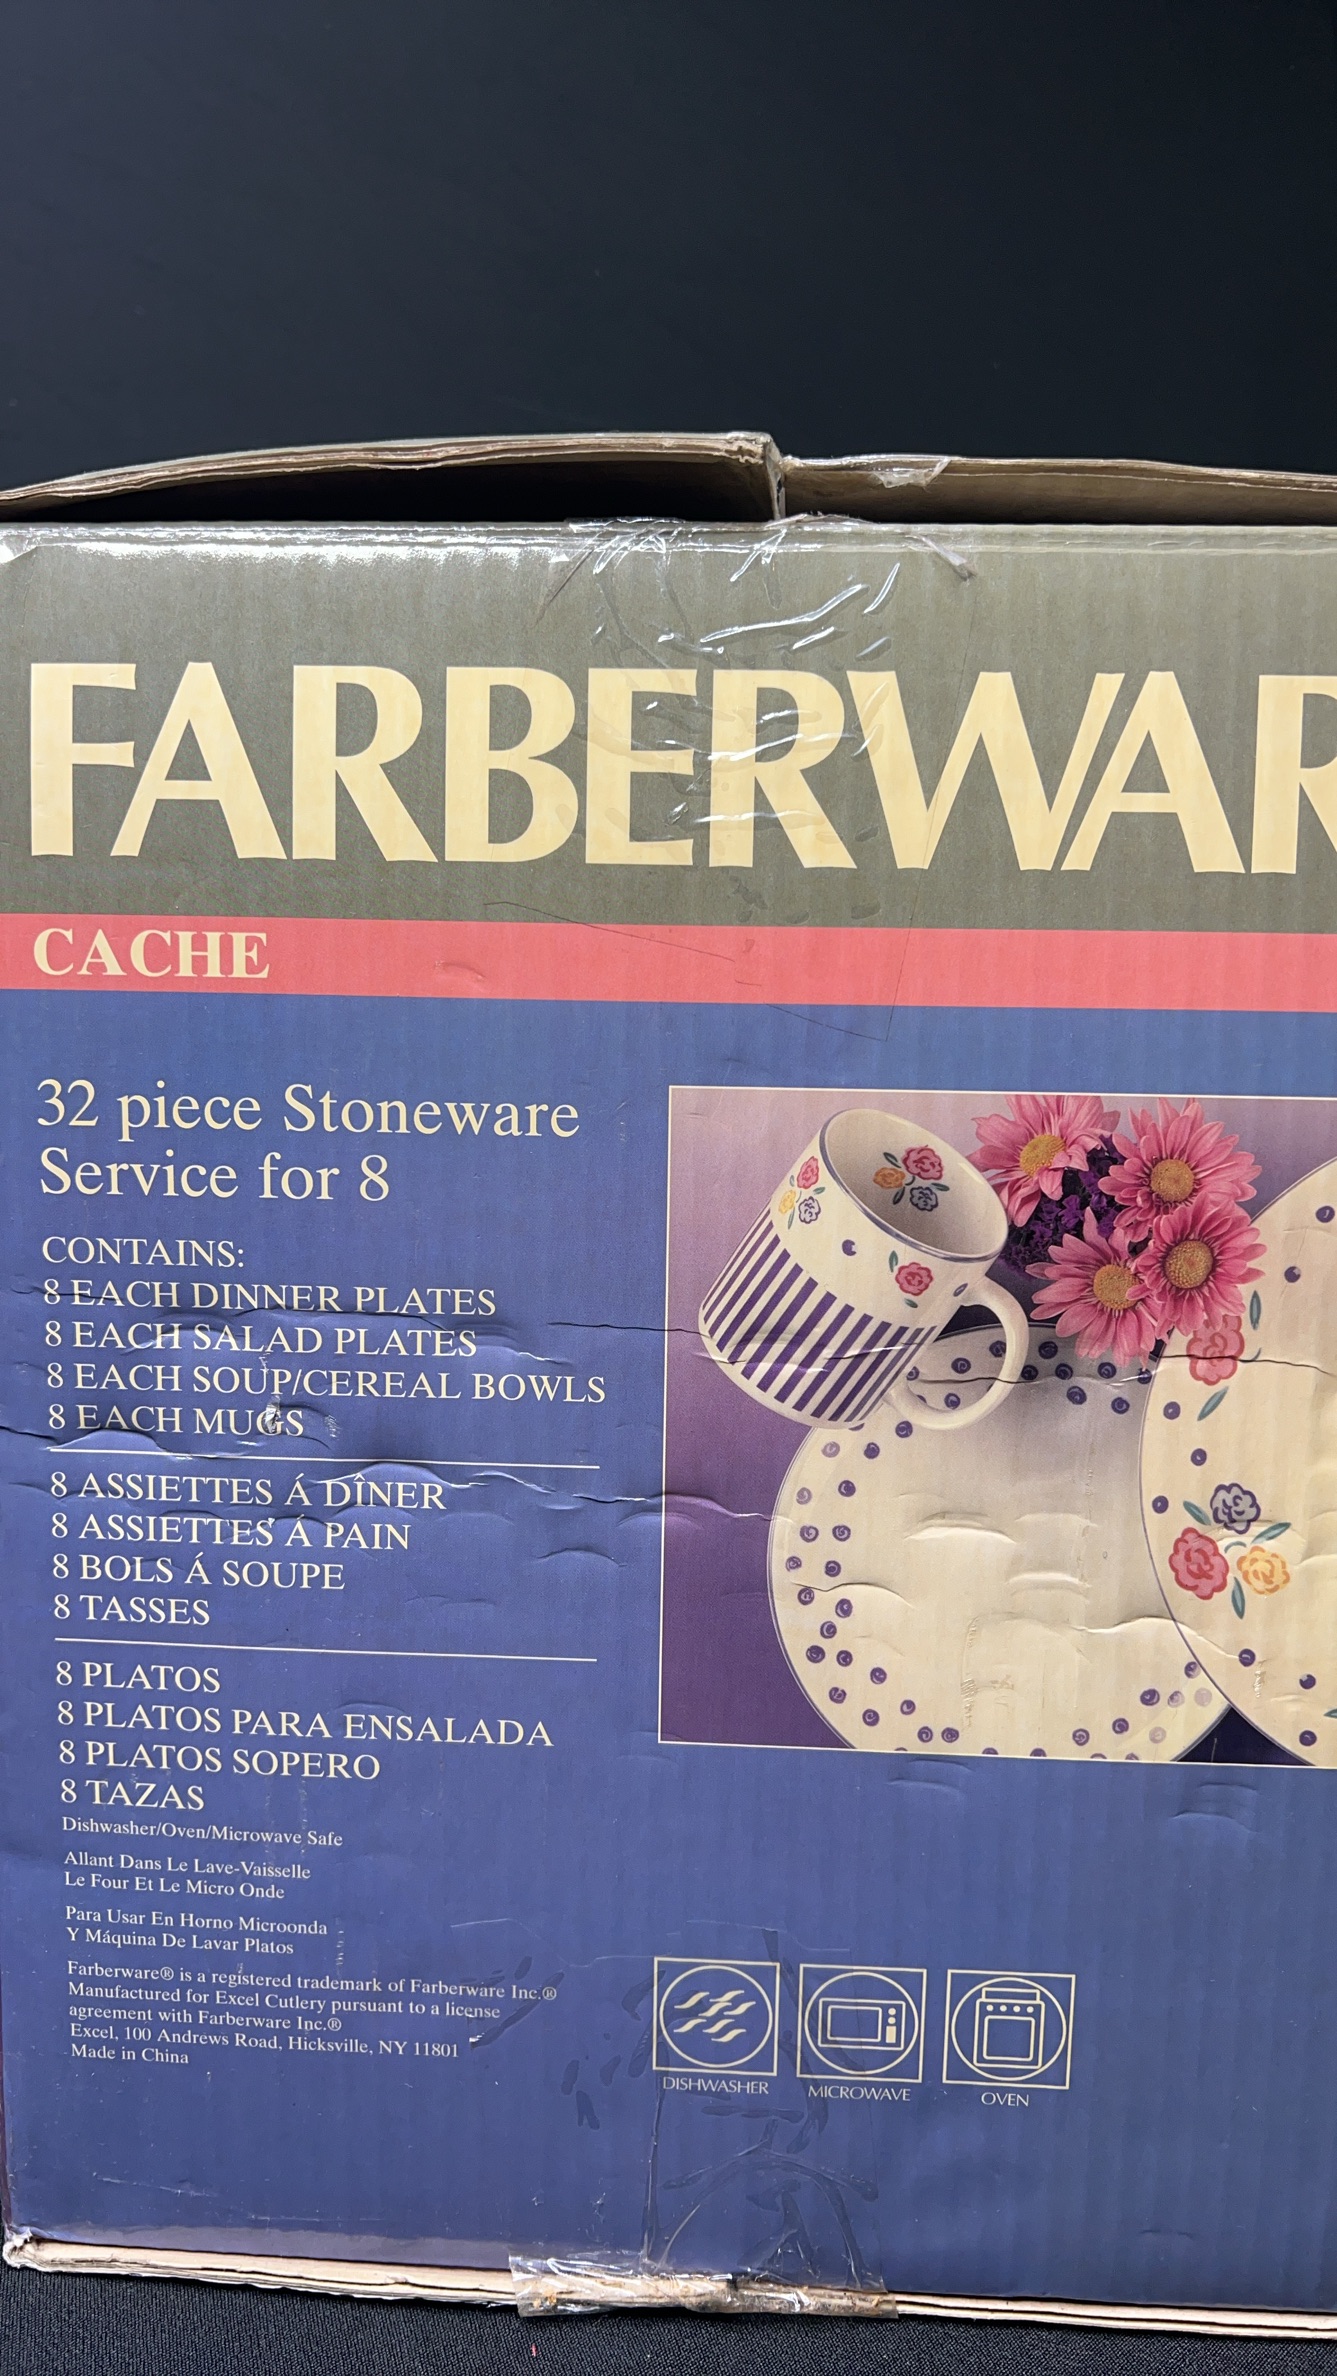 FARBERWAR
CACHE
32 piece Stoneware
Service for 8
CONTAINS:
8 EACH DINNER PLATES
8 EACH SALAD PLATES
8 EACH SOUP/CEREAL BOWLS
8 EACH MUGS
8 ASSIETTES Á DÎNER
8 ASSIETTES Á PAIN
8 BOLS Á SOUPE
8 TASSES
8 PLATOS
8 PLATOS PARA ENSALADA
8 PLATOS SOPERO
8 TAZAS
Dishwasher/Oven/Microwave Safe
Allant Dans Le Lave-Vaisselle
Le Four Et Le Micro Onde
Para Usar En Horno Microonda
Y Máquina De Lavar Platos
Farberware® is a registered trademark of Farberware Inc.®
Manufactured for Excel Cutlery pursuant to a license
agreement with Farberware Inc.®
Excel, 100 Andrews Road, Hicksville, NY 11801
Made in China
DISHWASHER
MICROWAVE
OVEN